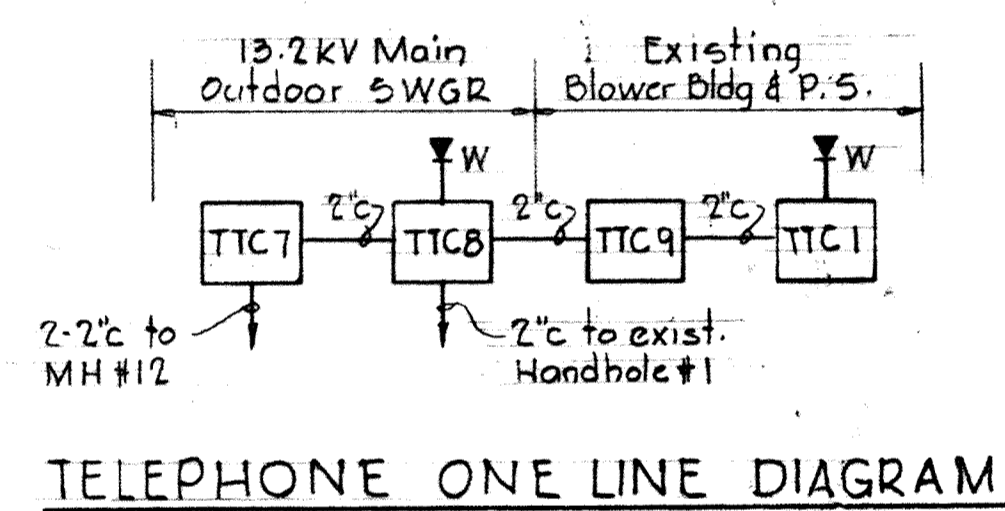 13.2KV Main
Outdoor SWGR
Existing
Blower Bldg & P.S.
W
W
2"c
2"c
2"c
TTC7
TTC8
TTC9
TTC1
2-2"c to
MH #12
2"c to exist.
Handhole #1
TELEPHONE ONE LINE DIAGRAM